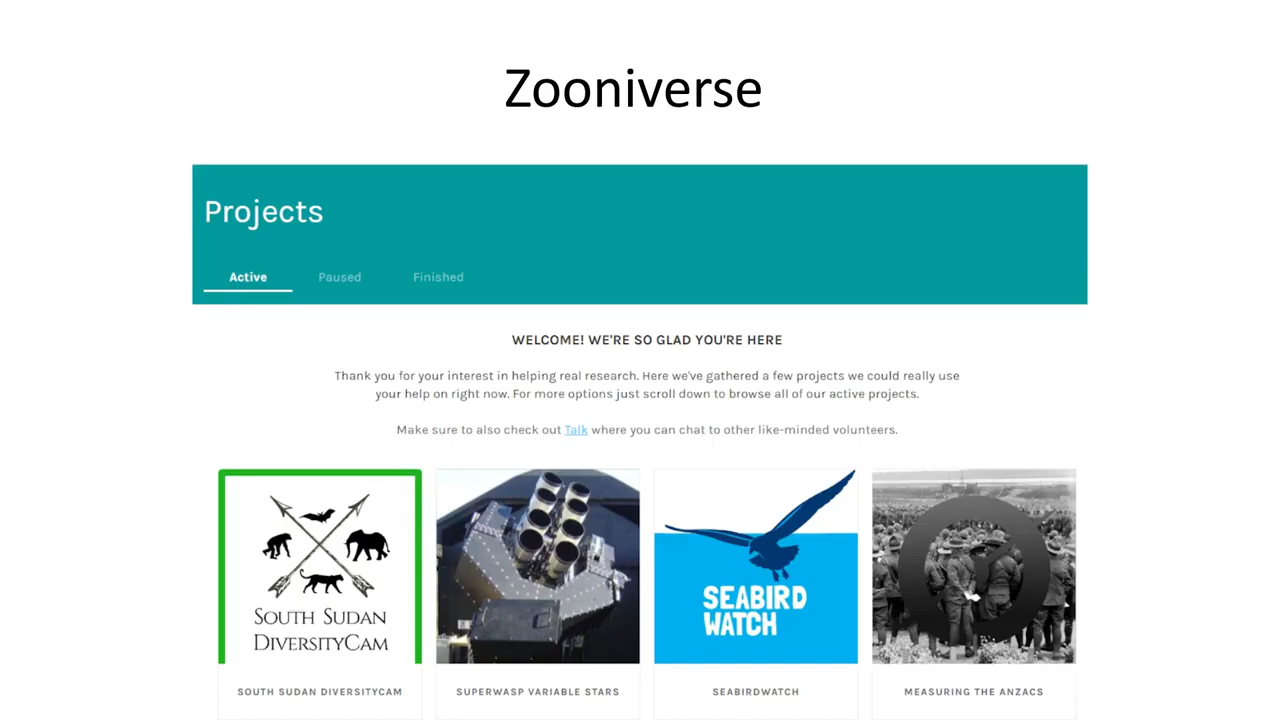 Zooniverse
Projects
Active Paused Finished
WELCOME! WE'RE SO GLAD YOU'RE HERE
Thank you for your interest in helping real research. Here we've gathered a few projects we could really use
your help on right now. For more options just scroll down to browse all of our active projects.
Make sure to also check out Talk where you can chat to other like-minded volunteers.
SOUTH SUDAN
DIVERSITYCAM
SEABIRD
WATCH
SOUTH SUDAN DIVERSITYCAM
SUPERWASP VARIABLE STARS
SEABIRDWATCH
MEASURING THE ANZACS